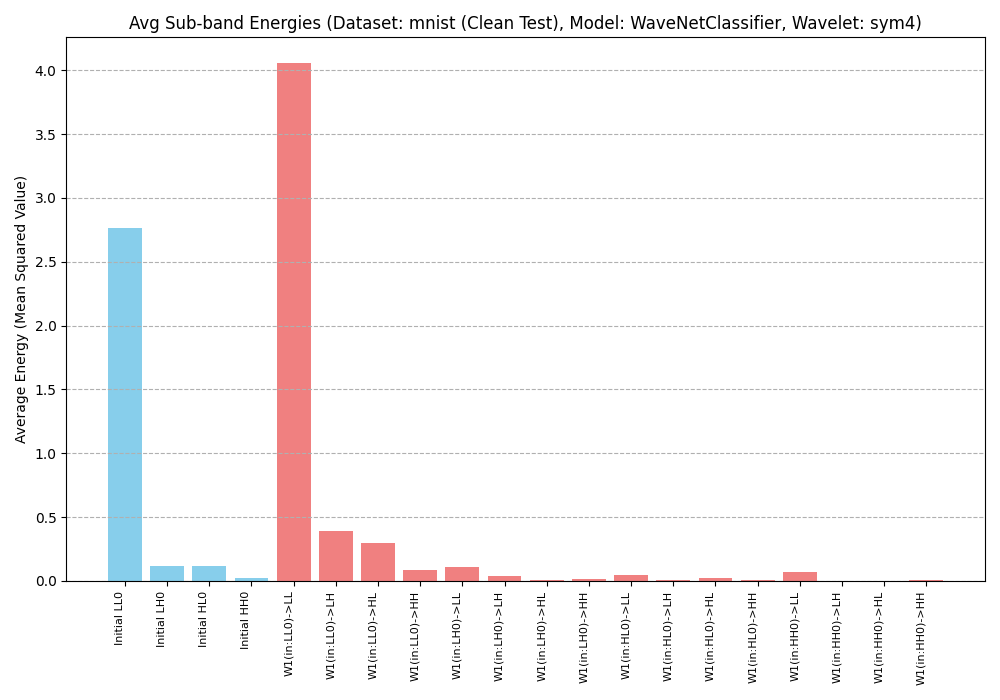 Avg Sub-band Energies (Dataset: mnist (Clean Test), Model: WaveNetClassifier, Wavelet: sym4)
Average Energy (Mean Squared Value)
4.0
3.5
3.0
2.5
2.0
1.5
1.0
0.5
0.0
Initial LL0
Initial LH0
Initial HL0
Initial HH0
W1(in:LL0)->LL
W1(in:LL0)->LH
W1(in:LL0)->HL
W1(in:LL0)->HH
W1(in:LH0)->LL
W1(in:LH0)->LH
W1(in:LH0)->HL
W1(in:LH0)->HH
W1(in:HL0)->LL
W1(in:HL0)->LH
W1(in:HL0)->HL
W1(in:HL0)->HH
W1(in:HH0)->LL
W1(in:HH0)->LH
W1(in:HH0)->HL
W1(in:HH0)->HH